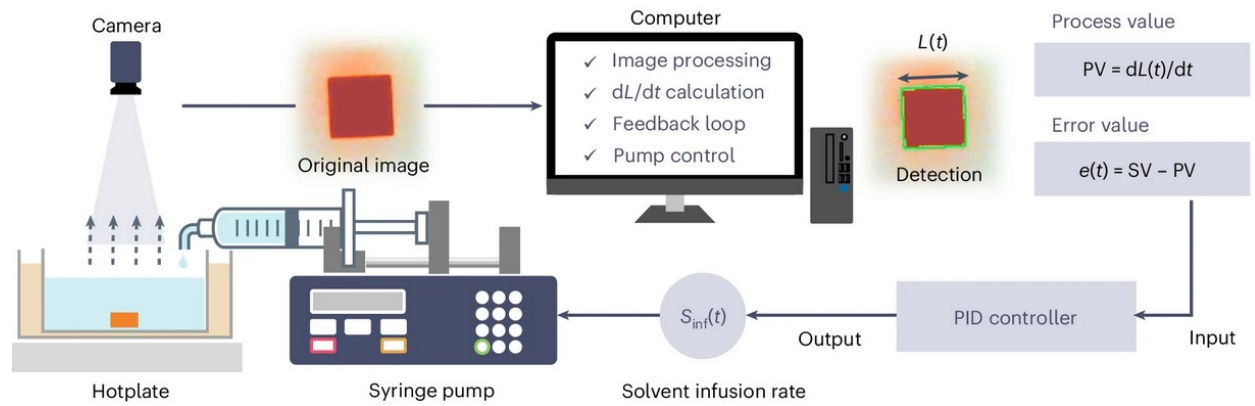 Camera
Original image
Computer
✓ Image processing
✓ dL/dt calculation
✓ Feedback loop
✓ Pump control
L(t)
Detection
Process value
PV = dL(t)/dt
Error value
e(t) = SV – PV
Hotplate
Syringe pump
S_inf(t)
Solvent infusion rate
Output
PID controller
Input